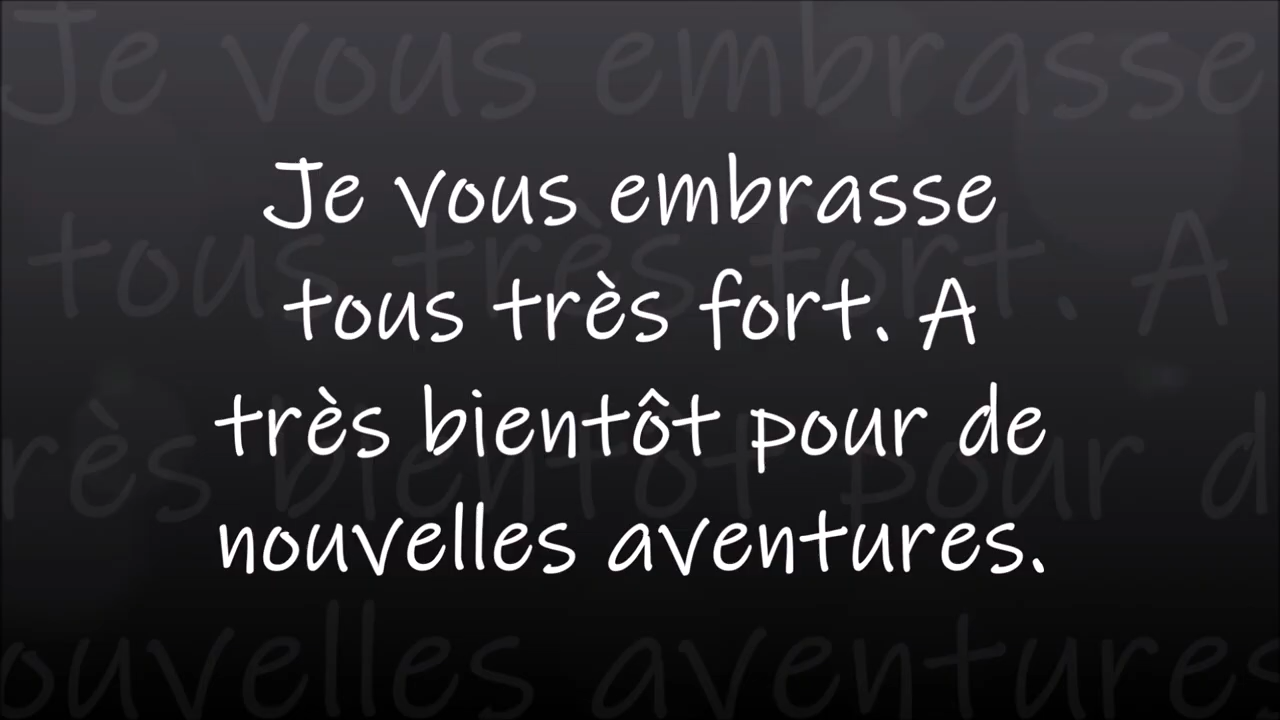 Je vous embrasse
tous très fort. A
très bientôt pour de
nouvelles aventures.